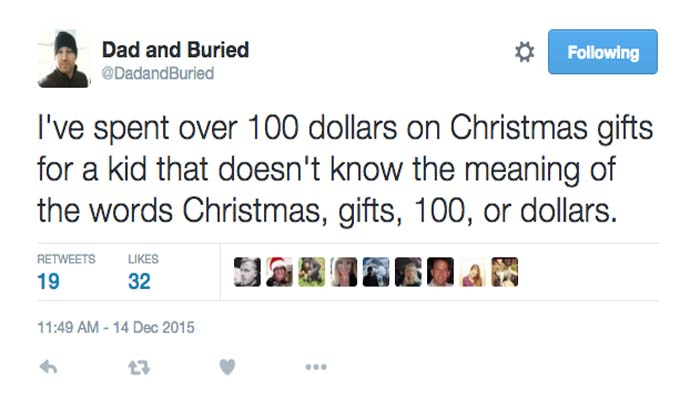 Dad and Buried
@DadandBuried
Following
I've spent over 100 dollars on Christmas gifts
for a kid that doesn't know the meaning of
the words Christmas, gifts, 100, or dollars.
RETWEETS LIKES
19 32
11:49 AM - 14 Dec 2015